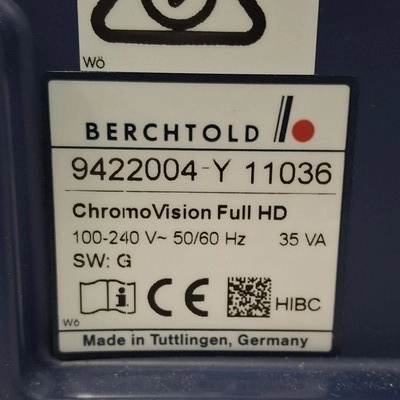 Wö
BERCHTOLD
9422004-Y 11036
ChromoVision Full HD
100-240 V~ 50/60 Hz 35 VA
SW: G
i CE HIBC
Wö
Made in Tuttlingen, Germany